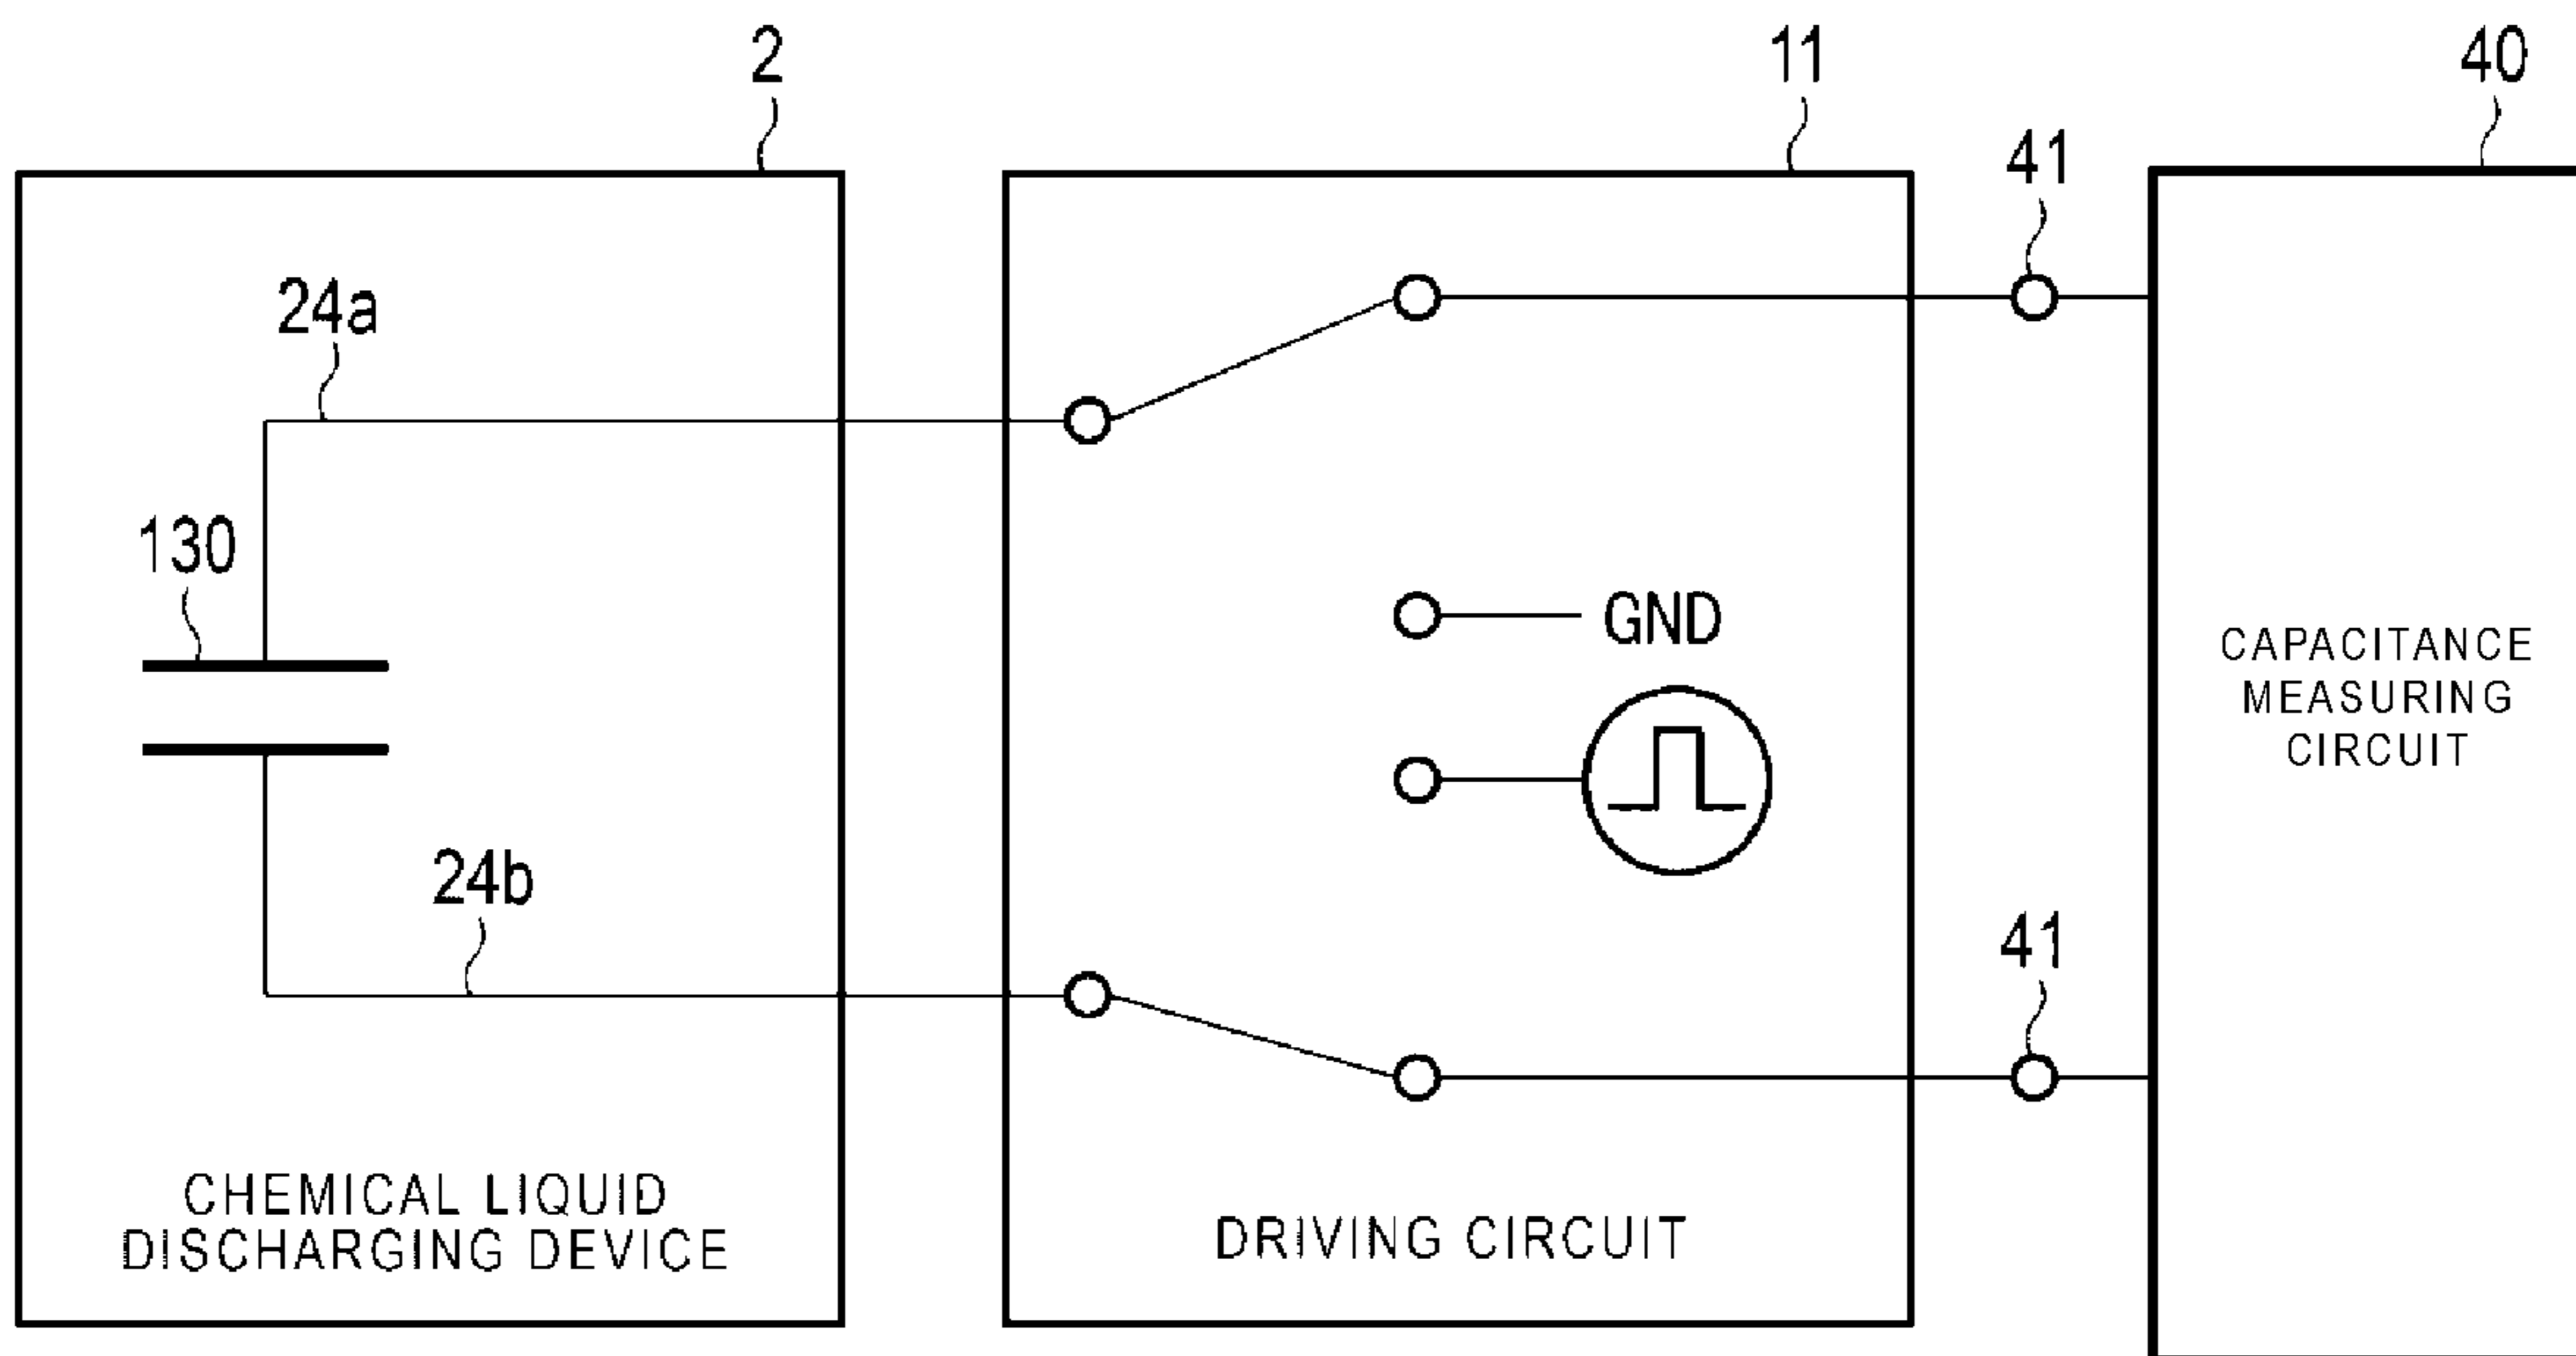 2
11
40
41
24a
130
GND
CAPACITANCE
MEASURING
CIRCUIT
24b
41
CHEMICAL LIQUID
DISCHARGING DEVICE
DRIVING CIRCUIT